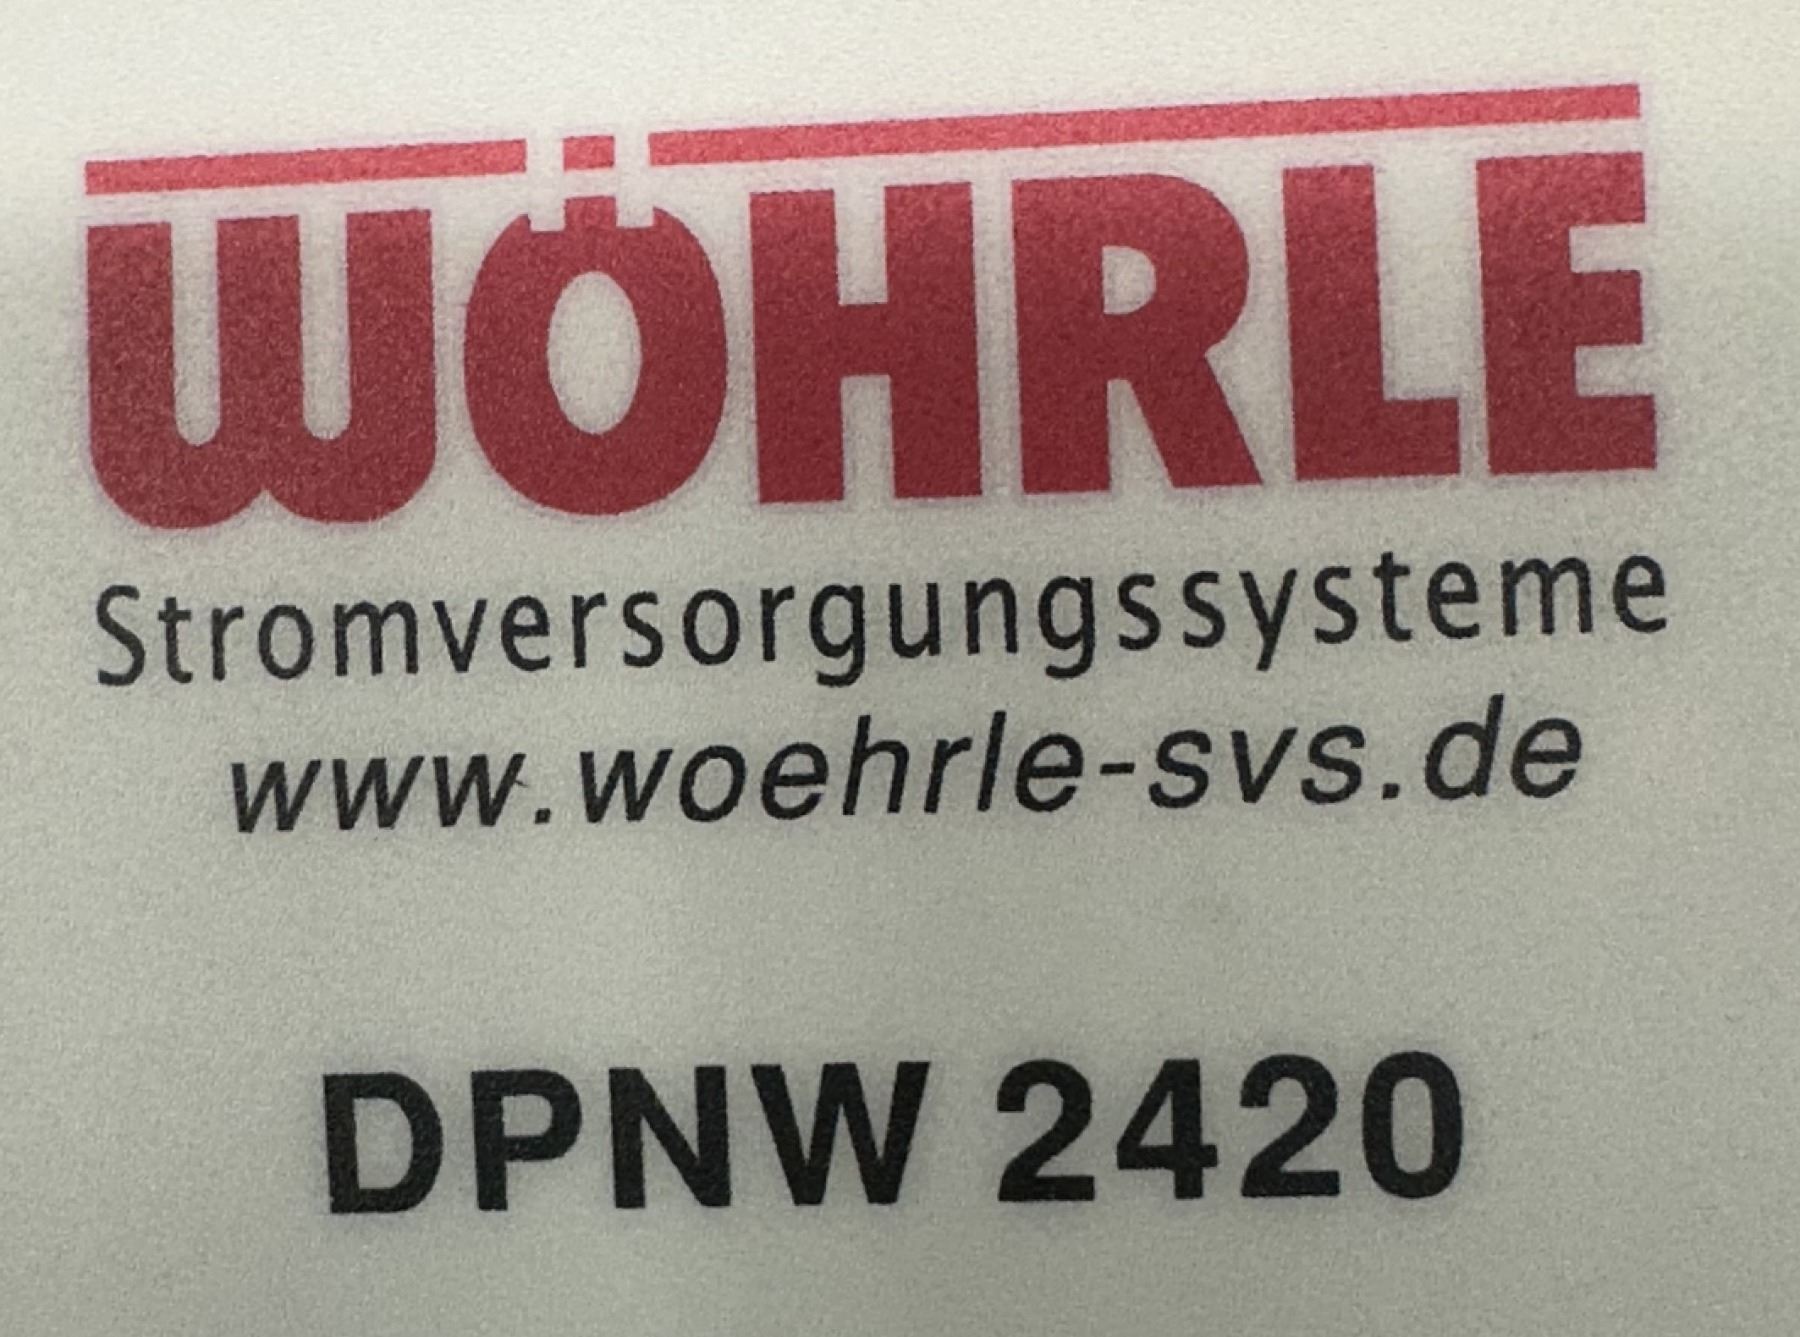 WÖHRLE
Stromversorgungssysteme
www.woehrle-svs.de
DPNW 2420